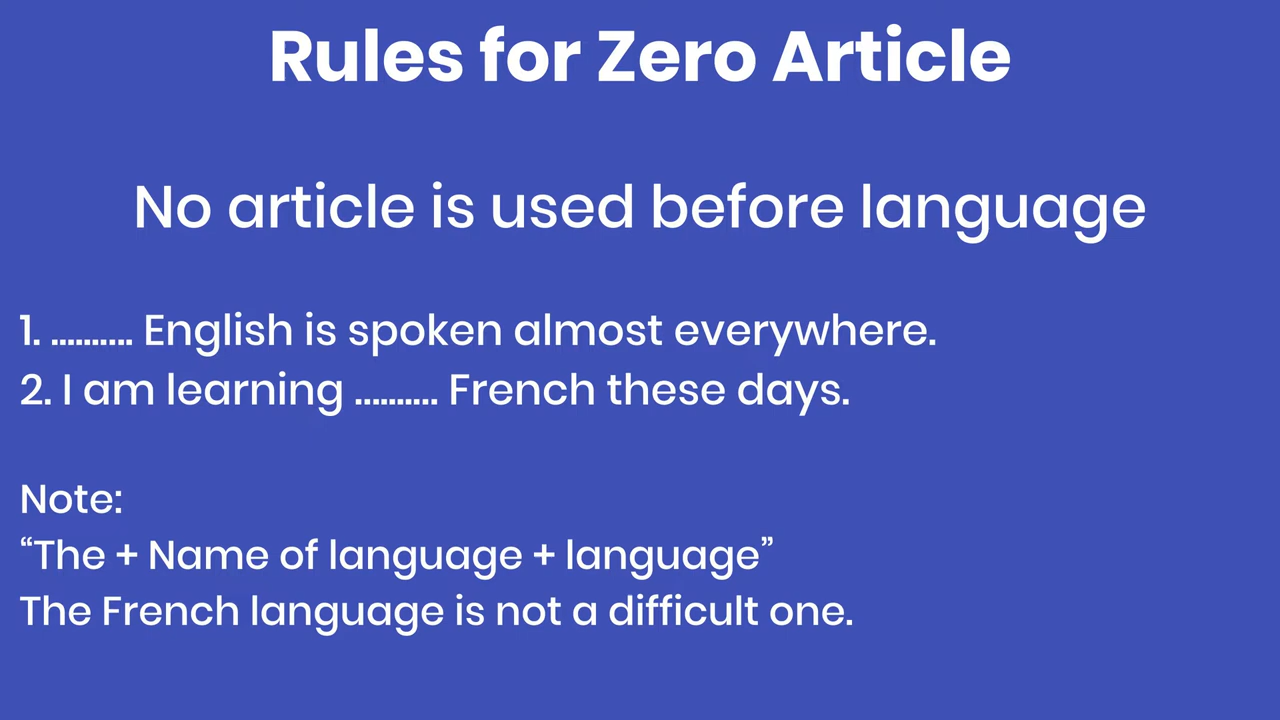 Rules for Zero Article
No article is used before language
1. .......... English is spoken almost everywhere.
2. I am learning .......... French these days.
Note:
“The + Name of language + language”
The French language is not a difficult one.